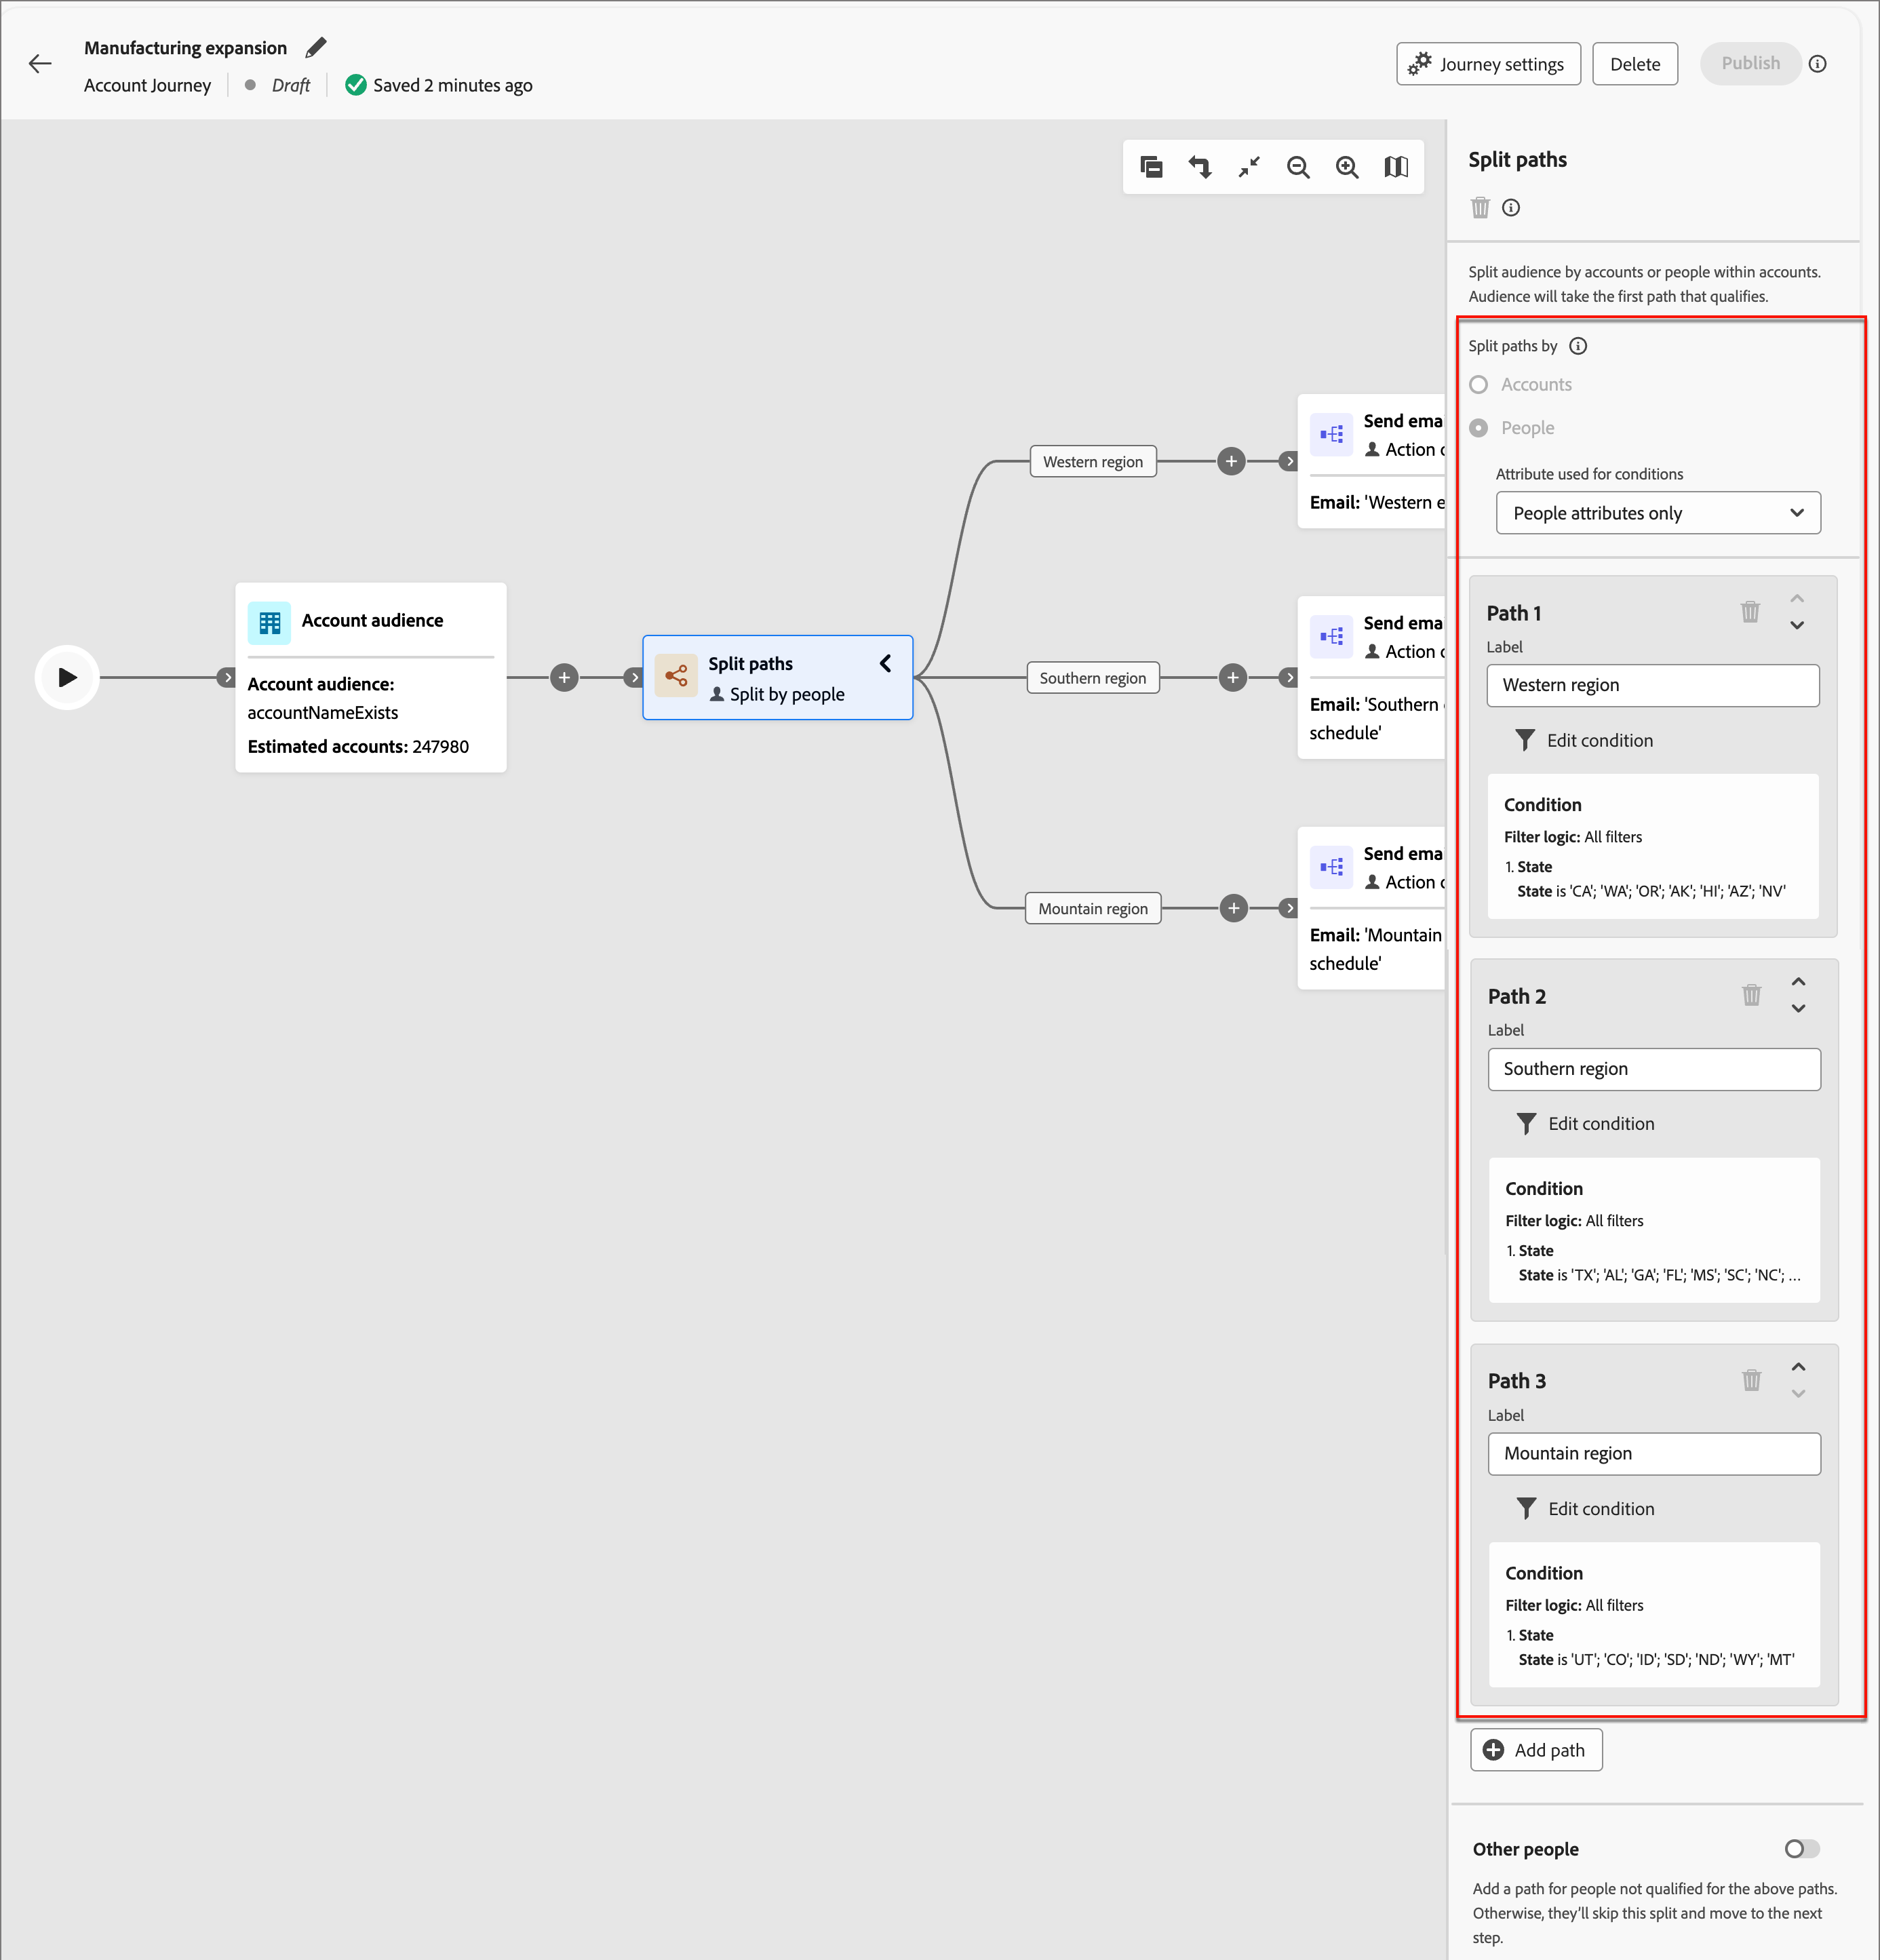 Manufacturing expansion
Account Journey
Draft
Saved 2 minutes ago
Journey settings
Delete
Publish
Account audience
Account audience:
accountNameExists
Estimated accounts: 247980
Split paths
Split by people
Western region
Southern region
Mountain region
Send ema
Action
Email: 'Western e
Send ema
Action
Email: 'Southern
schedule'
Send ema
Action
Email: 'Mountain
schedule'
Split paths
Split audience by accounts or people within accounts.
Audience will take the first path that qualifies.
Split paths by
Accounts
People
Attribute used for conditions
People attributes only
Path 1
Label
Western region
Edit condition
Condition
Filter logic: All filters
1. State
State is 'CA'; 'WA'; 'OR'; 'AK'; 'HI'; 'AZ'; 'NV'
Path 2
Label
Southern region
Edit condition
Condition
Filter logic: All filters
1. State
State is 'TX'; 'AL'; 'GA'; 'FL'; 'MS'; 'SC'; 'NC'; ...
Path 3
Label
Mountain region
Edit condition
Condition
Filter logic: All filters
1. State
State is 'UT'; 'CO'; 'ID'; 'SD'; 'ND'; 'WY'; 'MT'
Add path
Other people
Add a path for people not qualified for the above paths.
Otherwise, they'll skip this split and move to the next
step.